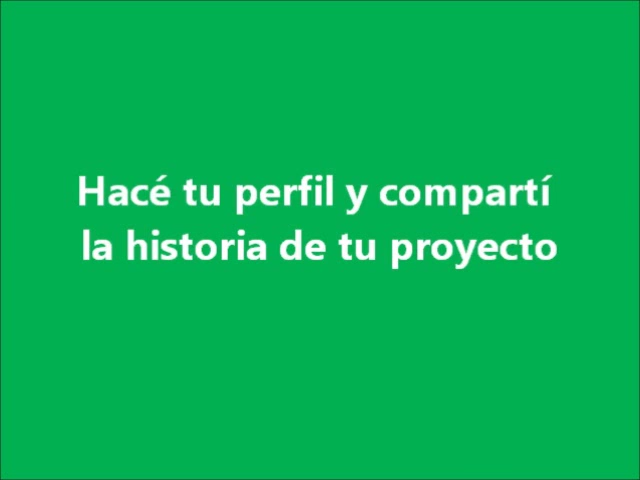 Hacé tu perfil y compartí
la historia de tu proyecto